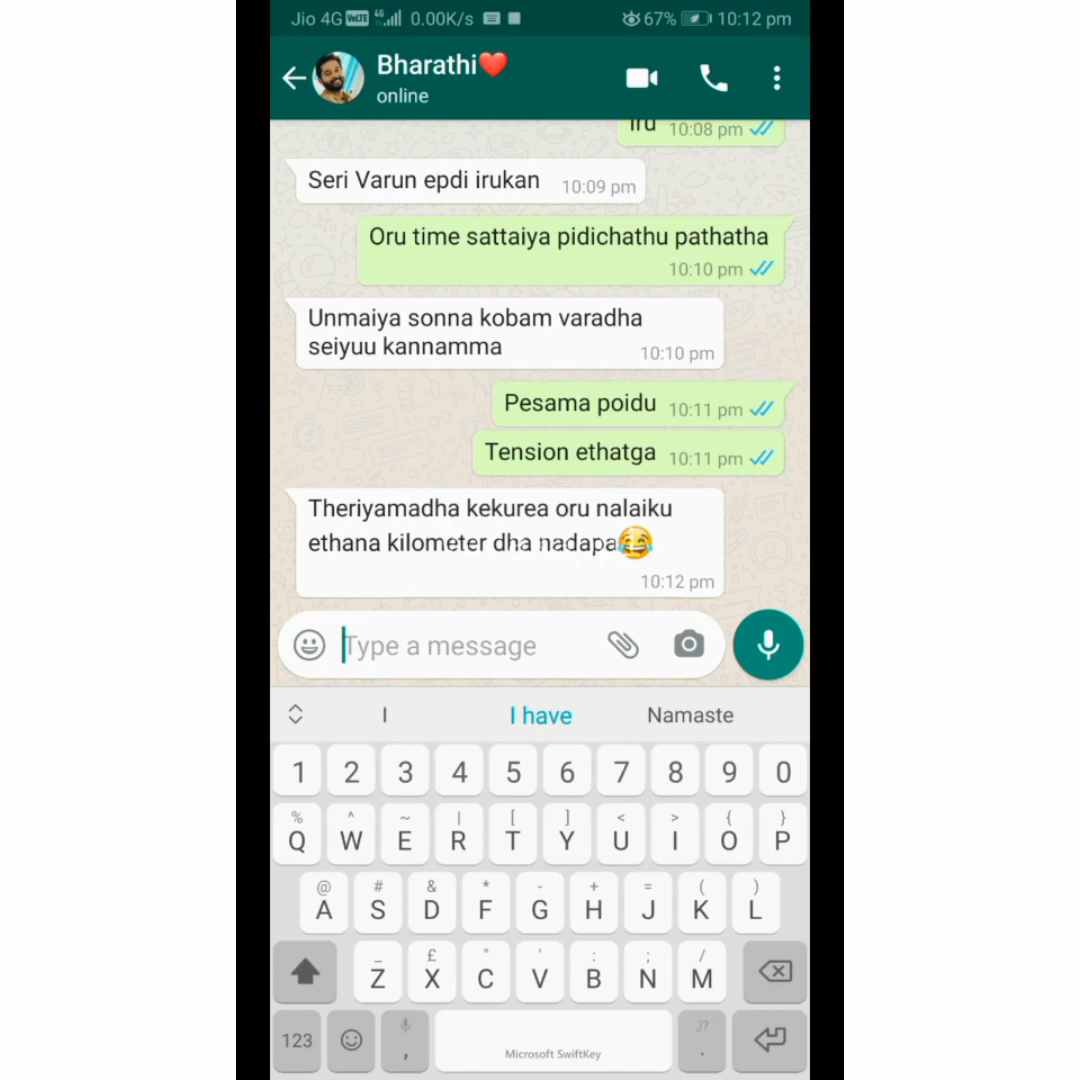 Jio 4G VoLTE 4G 0.00K/s 67% 10:12 pm
Bharathi❤️
online
Iru 10:08 pm
Seri Varun epdi irukan 10:09 pm
Oru time sattaiya pidichathu pathatha
10:10 pm
Unmaiya sonna kobam varadha
seiyuu kannamma 10:10 pm
Pesama poidu 10:11 pm
Tension ethatga 10:11 pm
Theriyamadha kekurea oru nalaiku
ethana kilometer dha nadapa😂
10:12 pm
Type a message
I I have Namaste
1 2 3 4 5 6 7 8 9 0
% ^ ~ | [ ] < > { }
Q W E R T Y U I O P
@ # & * - + = ( )
A S D F G H J K L
_ £ " ' : ; /
Z X C V B N M
123 , Microsoft SwiftKey .!? .